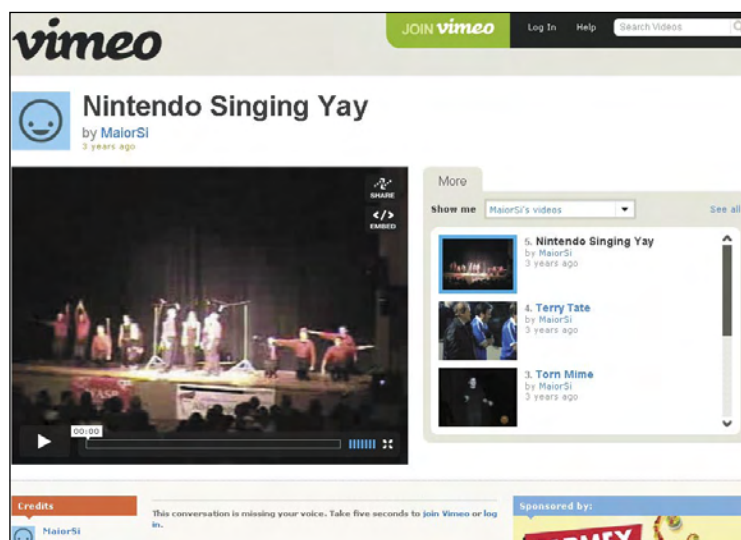 vimeo
JOIN vimeo
Log In
Help
Search Videos
Nintendo Singing Yay
by MaiorSi
3 years ago
SHARE
</>
EMBED
00:00
More
Show me
MaiorSi's videos
See all
5. Nintendo Singing Yay
by MaiorSi
3 years ago
4. Terry Tate
by MaiorSi
3 years ago
3. Torn Mime
by MaiorSi
3 years ago
Credits
MaiorSi
This conversation is missing your voice. Take five seconds to join Vimeo or log
in.
Sponsored by: